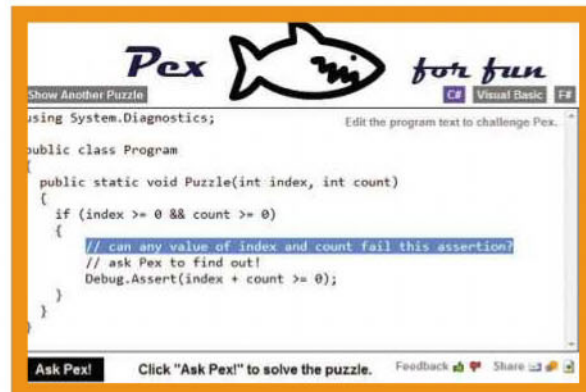 Pex for fun
Show Another Puzzle
C# Visual Basic F#
using System.Diagnostics;
Edit the program text to challenge Pex.
public class Program
{
public static void Puzzle(int index, int count)
{
if (index >= 0 && count >= 0)
{
// can any value of index and count fail this assertion?
// ask Pex to find out!
Debug.Assert(index + count >= 0);
}
}
}
Ask Pex! Click "Ask Pex!" to solve the puzzle. Feedback Share